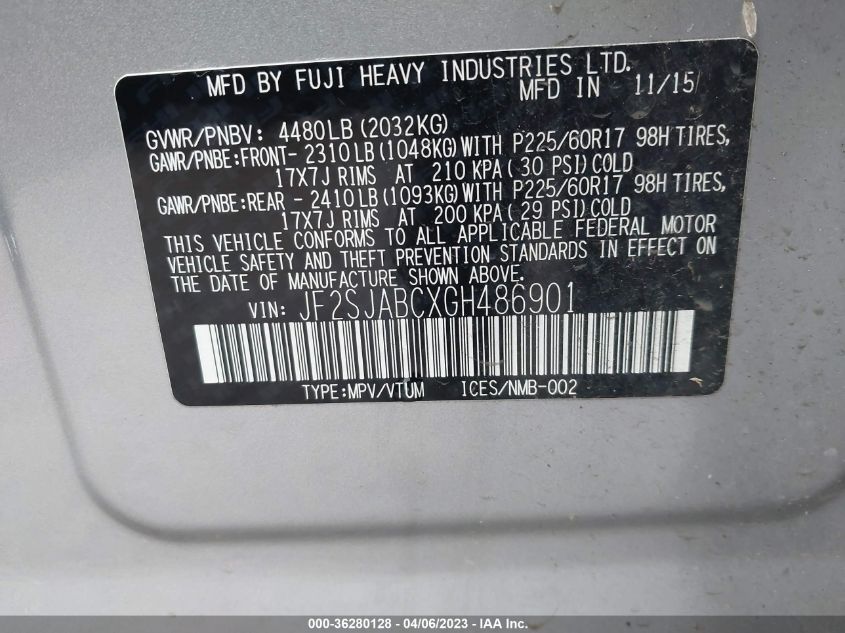 MFD BY FUJI HEAVY INDUSTRIES LTD.
MFD IN 11/15
GVWR/PNBV: 4480LB(2032KG)
GAWR/PNBE:FRONT- 2310LB(1048KG)WITH P225/60R17 98H TIRES,
17X7J RIMS AT 210 KPA( 30 PSI)COLD
GAWR/PNBE:REAR - 2410LB(1093KG)WITH P225/60R17 98H TIRES,
17X7J RIMS AT 200 KPA( 29 PSI)COLD
THIS VEHICLE CONFORMS TO ALL APPLICABLE FEDERAL MOTOR
VEHICLE SAFETY AND THEFT PREVENTION STANDARDS IN EFFECT ON
THE DATE OF MANUFACTURE SHOWN ABOVE.
VIN: JF2SJABCXGH486901
TYPE:MPV/VTUM ICES/NMB-002
000-36280128 - 04/06/2023 - IAA Inc.